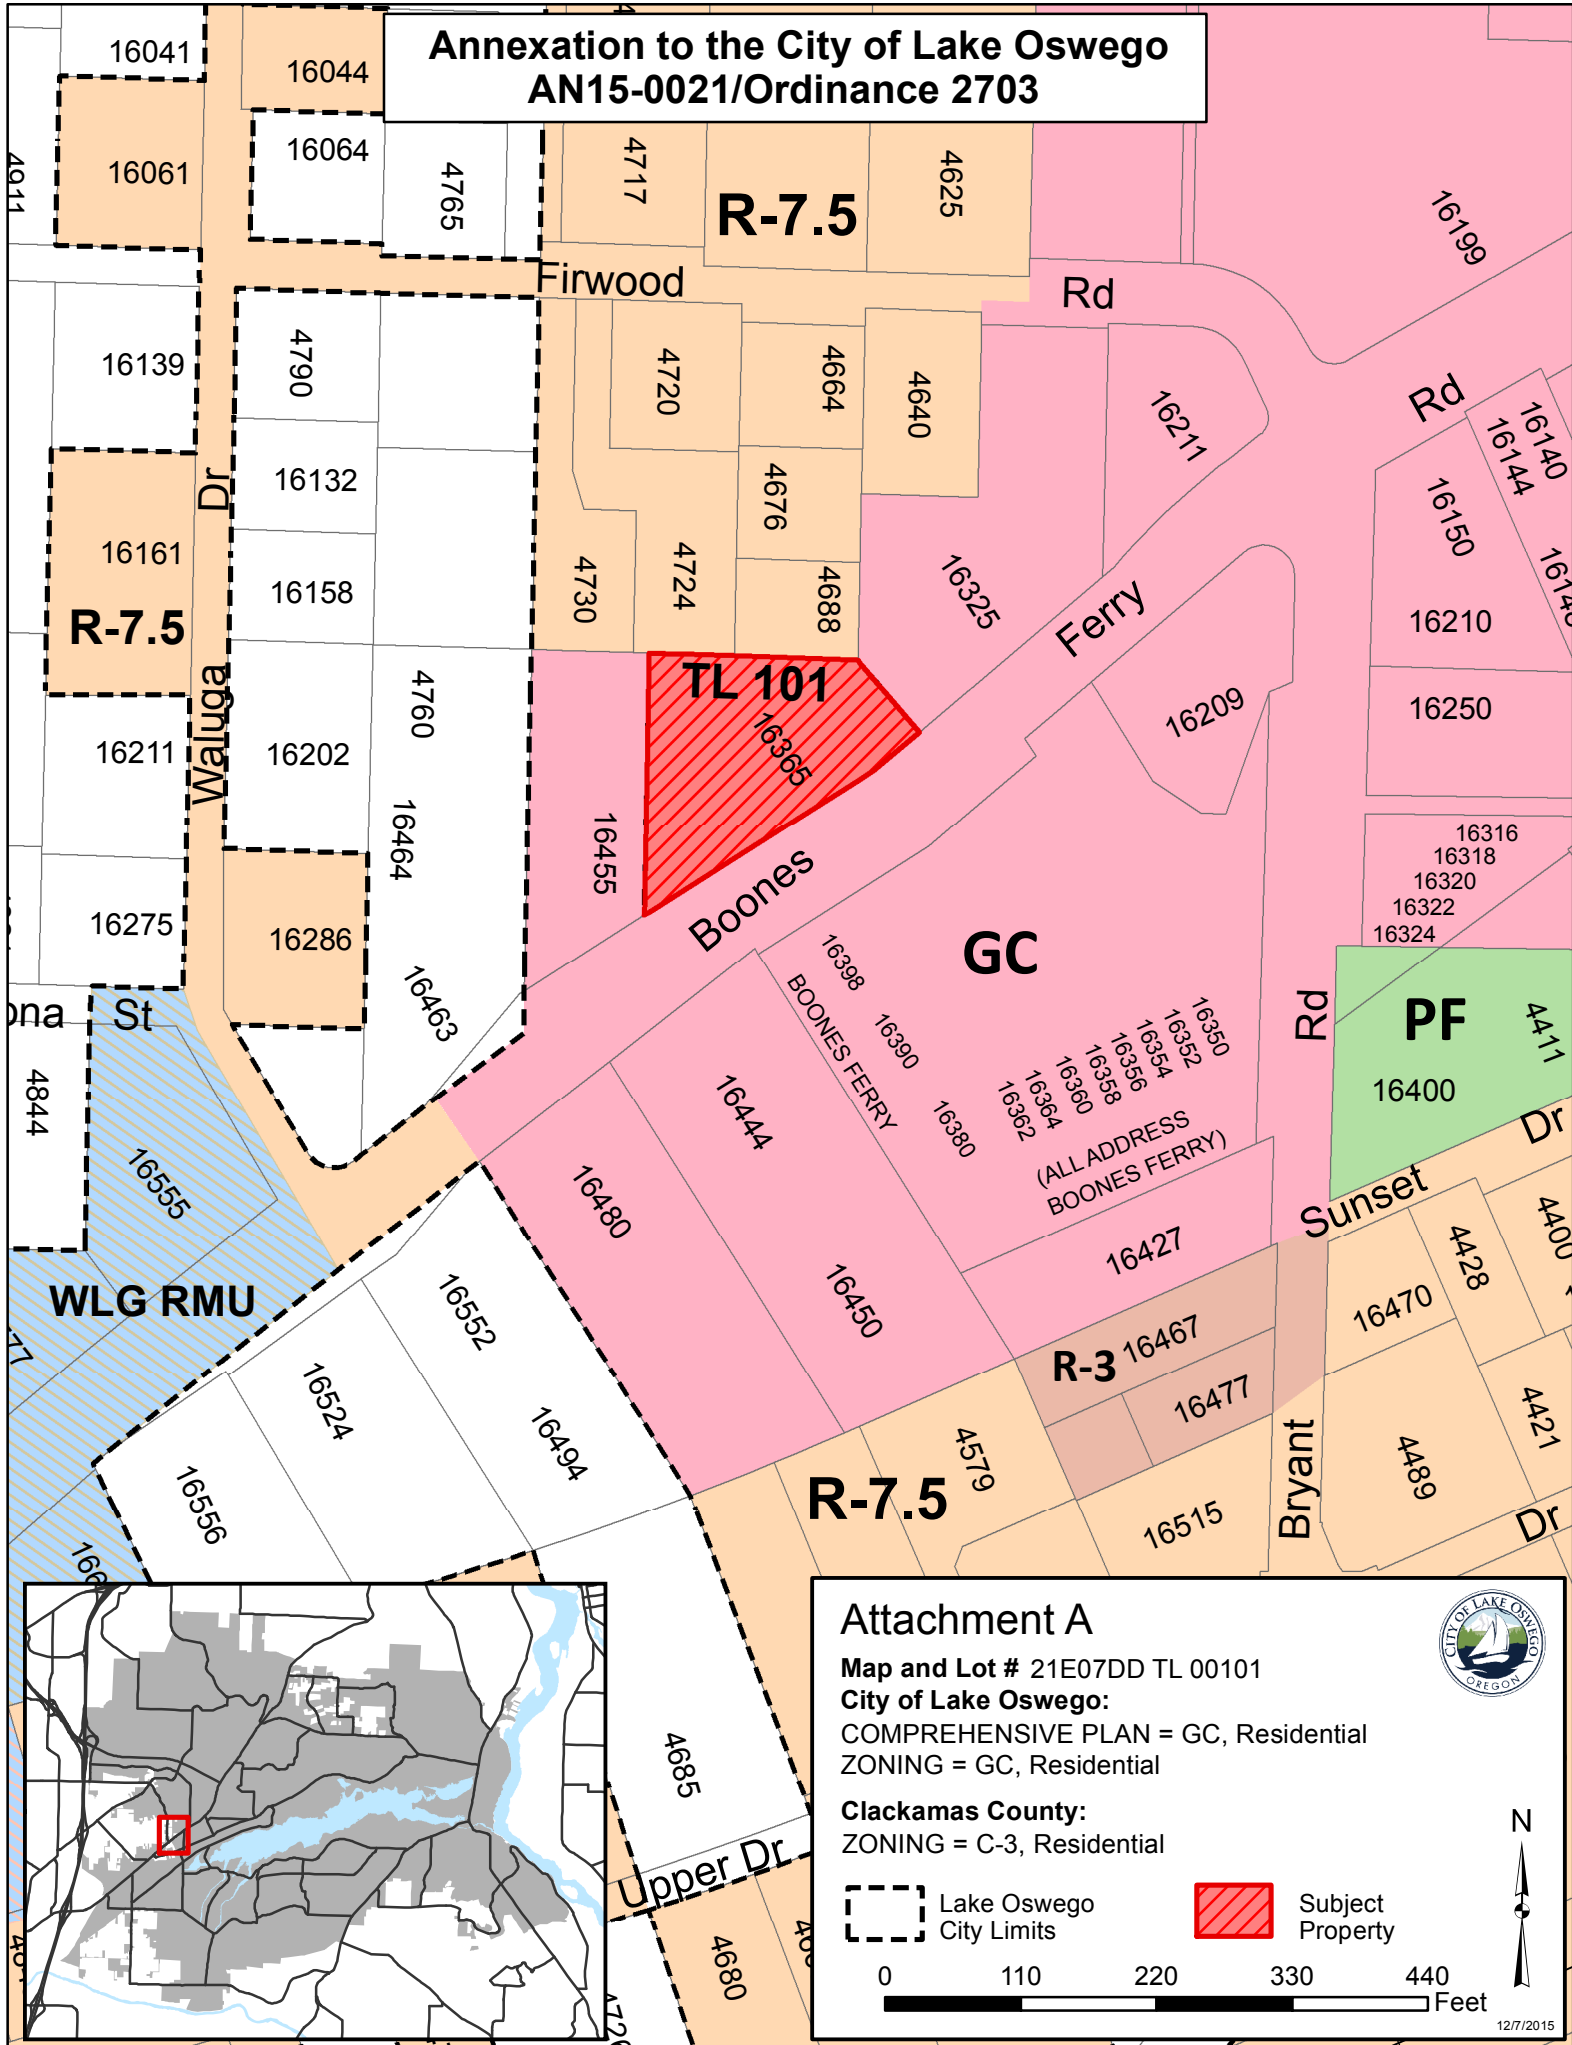 Annexation to the City of Lake Oswego
AN15-0021/Ordinance 2703
16041
16044
16061
16064
4911
4765
4717
4625
R-7.5
16199
Firwood
Rd
16139
4790
4720
4664
4640
16211
Rd
16140
16144
16132
Dr
4676
16150
16161
16158
4730
4724
4688
16325
Ferry
16210
R-7.5
TL 101
16365
4760
16209
16250
16211
Waluga
16202
16464
16455
Boones
16316
16318
16320
16322
16324
16275
16286
16463
GC
16398
16390
16380
BOONES FERRY
16350
16352
16354
16356
16358
16360
16364
16362
(ALL ADDRESS
BOONES FERRY)
Rd
PF
4411
16400
St
4844
16555
16444
16480
16450
16427
Sunset
Dr
4400
4428
16470
WLG RMU
16552
16524
16494
16556
R-3
16467
16477
4579
R-7.5
16515
Bryant
4489
4421
Dr
4685
Upper Dr
4680
Attachment A
Map and Lot # 21E07DD TL 00101
City of Lake Oswego:
COMPREHENSIVE PLAN = GC, Residential
ZONING = GC, Residential
Clackamas County:
ZONING = C-3, Residential
CITY OF LAKE OSWEGO
OREGON
N
Lake Oswego
City Limits
Subject
Property
0 110 220 330 440
Feet
12/7/2015